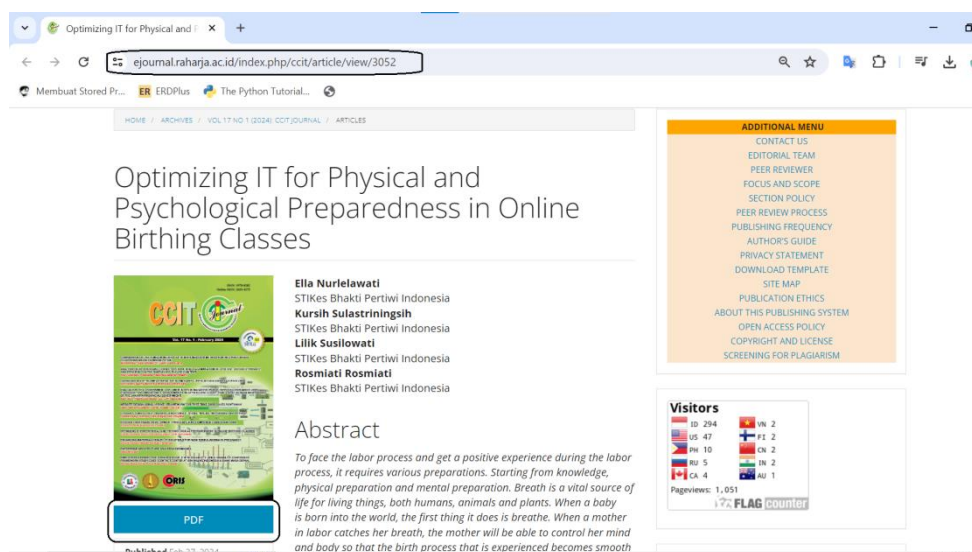 Optimizing IT for Physical and P
ejournal.raharja.ac.id/index.php/ccit/article/view/3052
Membuat Stored Pr...
ER ERDPlus
The Python Tutorial...
HOME / ARCHIVES / VOL 17 NO 1 (2024): CCIT JOURNAL / ARTICLES
Optimizing IT for Physical and
Psychological Preparedness in Online
Birthing Classes
CCIT Journal
Vol. 17 No. 1 - February 2024
PDF
Published Feb 27, 2024
Ella Nurlelawati
STIKes Bhakti Pertiwi Indonesia
Kursih Sulastriningsih
STIKes Bhakti Pertiwi Indonesia
Lilik Susilowati
STIKes Bhakti Pertiwi Indonesia
Rosmiati Rosmiati
STIKes Bhakti Pertiwi Indonesia
Abstract
To face the labor process and get a positive experience during the labor
process, it requires various preparations. Starting from knowledge,
physical preparation and mental preparation. Breath is a vital source of
life for living things, both humans, animals and plants. When a baby
is born into the world, the first thing it does is breathe. When a mother
in labor catches her breath, the mother will be able to control her mind
and body so that the birth process that is experienced becomes smooth
ADDITIONAL MENU
CONTACT US
EDITORIAL TEAM
PEER REVIEWER
FOCUS AND SCOPE
SECTION POLICY
PEER REVIEW PROCESS
PUBLISHING FREQUENCY
AUTHOR'S GUIDE
PRIVACY STATEMENT
DOWNLOAD TEMPLATE
SITE MAP
PUBLICATION ETHICS
ABOUT THIS PUBLISHING SYSTEM
OPEN ACCESS POLICY
COPYRIGHT AND LICENSE
SCREENING FOR PLAGIARISM
Visitors
ID 294 VN 2
US 47 FI 2
PH 10 CN 2
RU 5 IN 2
CA 4 AU 1
Pageviews: 1,051
FLAG counter